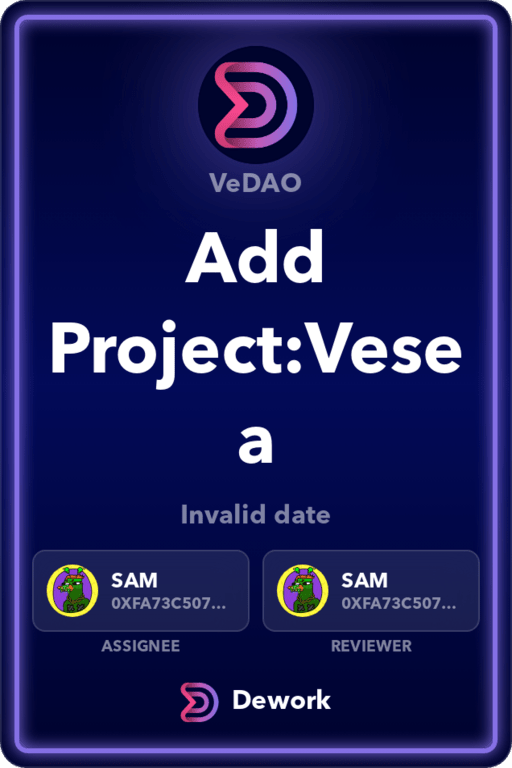 VeDAO
Add
Project:Vese
a
Invalid date
SAM
0XFA73C507...
ASSIGNEE
SAM
0XFA73C507...
REVIEWER
Dework